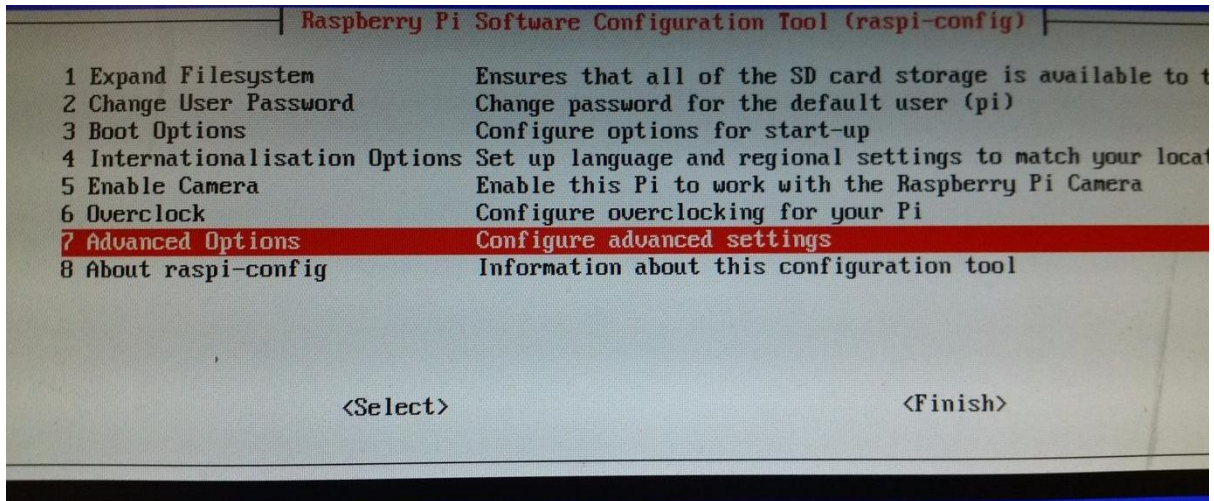 Raspberry Pi Software Configuration Tool (raspi-config)
1 Expand Filesystem Ensures that all of the SD card storage is available to t
2 Change User Password Change password for the default user (pi)
3 Boot Options Configure options for start-up
4 Internationalisation Options Set up language and regional settings to match your locat
5 Enable Camera Enable this Pi to work with the Raspberry Pi Camera
6 Overclock Configure overclocking for your Pi
7 Advanced Options Configure advanced settings
8 About raspi-config Information about this configuration tool
<Select> <Finish>